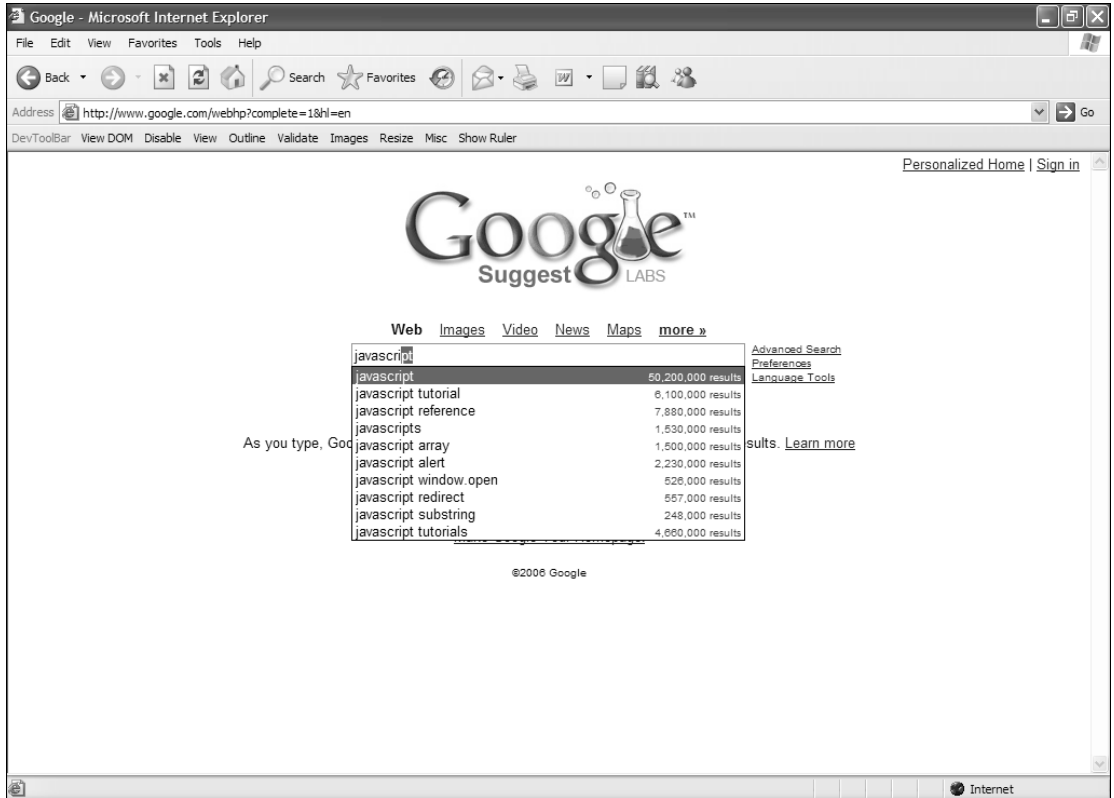 Google - Microsoft Internet Explorer
File Edit View Favorites Tools Help
Back Search Favorites
Address http://www.google.com/webhp?complete=1&hl=en Go
DevToolBar View DOM Disable View Outline Validate Images Resize Misc Show Ruler
Personalized Home | Sign in
Google™
Suggest LABS
Web Images Video News Maps more »
javascript
Advanced Search
Preferences
Language Tools
javascript 50,200,000 results
javascript tutorial 6,100,000 results
javascript reference 7,880,000 results
javascripts 1,530,000 results
As you type, Goo sults. Learn more
javascript array 1,500,000 results
javascript alert 2,230,000 results
javascript window.open 526,000 results
javascript redirect 557,000 results
javascript substring 248,000 results
javascript tutorials 4,660,000 results
©2006 Google
Internet